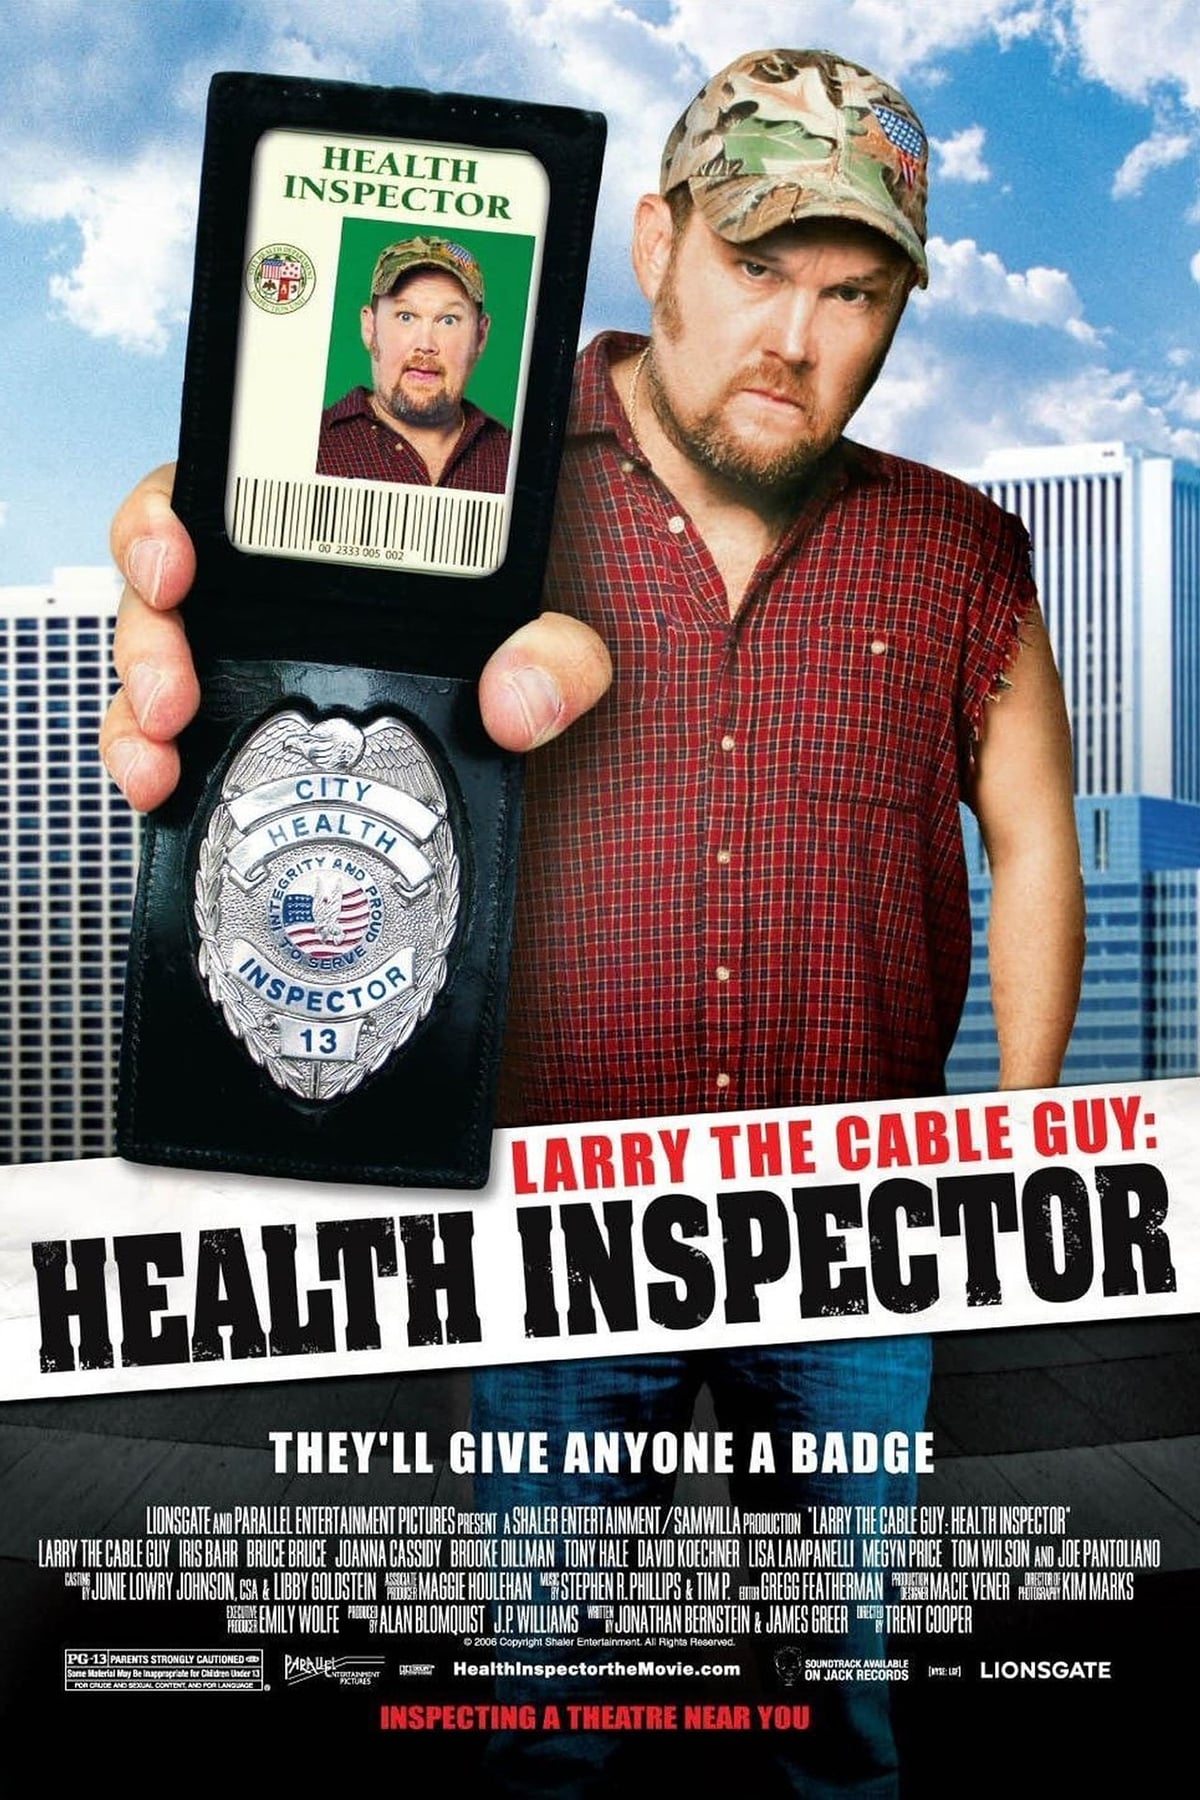 HEALTH
INSPECTOR
00 2333 005 002
CITY
HEALTH
INTEGRITY AND PROUD
TO SERVE
INSPECTOR
13
LARRY THE CABLE GUY:
HEALTH INSPECTOR
THEY'LL GIVE ANYONE A BADGE
LIONSGATE AND PARALLEL ENTERTAINMENT PICTURES PRESENT A SHALER ENTERTAINMENT/SAMWILLA PRODUCTION "LARRY THE CABLE GUY: HEALTH INSPECTOR"
LARRY THE CABLE GUY IRIS BAHR BRUCE BRUCE JOANNA CASSIDY BROOKE DILLMAN TONY HALE DAVID KOECHNER LISA LAMPANELLI MEGYN PRICE TOM WILSON AND JOE PANTOLIANO
CASTING BY JUNIE LOWRY JOHNSON, CSA & LIBBY GOLDSTEIN ASSOCIATE PRODUCER MAGGIE HOULEHAN MUSIC BY STEPHEN R. PHILLIPS & TIM P. EDITOR GREGG FEATHERMAN PRODUCTION DESIGNER MACIE VENER DIRECTOR OF PHOTOGRAPHY KIM MARKS
EXECUTIVE PRODUCER EMILY WOLFE PRODUCED BY ALAN BLOMQUIST J.P. WILLIAMS WRITTEN BY JONATHAN BERNSTEIN & JAMES GREER DIRECTED BY TRENT COOPER
© 2006 Copyright Shaler Entertainment. All Rights Reserved.
PG-13 PARENTS STRONGLY CAUTIONED
Some Material May Be Inappropriate for Children Under 13
FOR CRUDE AND SEXUAL CONTENT, AND FOR LANGUAGE
PARALLEL ENTERTAINMENT PICTURES
HealthInspectortheMovie.com
SOUNDTRACK AVAILABLE
ON JACK RECORDS
[NYSE: LGF]
LIONSGATE
INSPECTING A THEATRE NEAR YOU